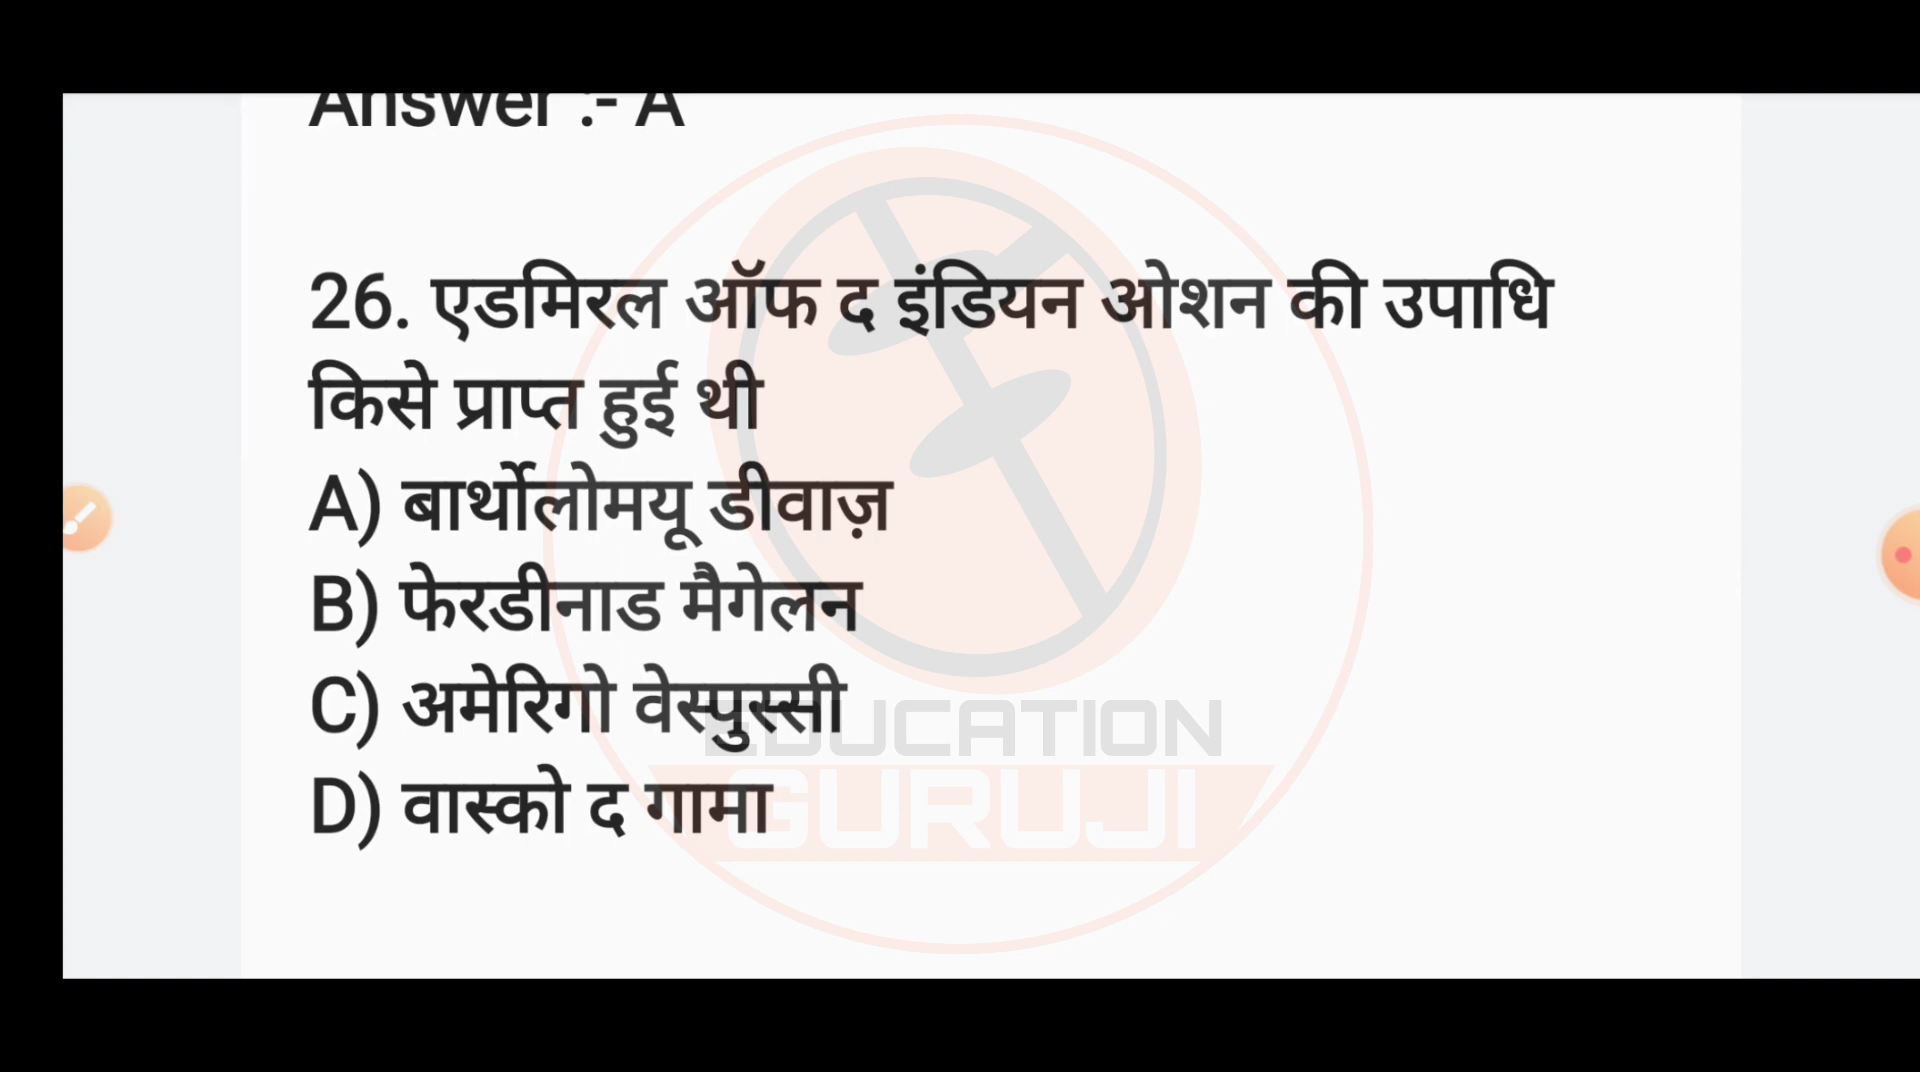 Answer :- A
26. एडमिरल ऑफ द इंडियन ओशन की उपाधि
किसे प्राप्त हुई थी
A) बार्थोलोमयू डीवाज़
B) फेरडीनाड मैगेलन
C) अमेरिगो वेस्पुस्सी
D) वास्को द गामा
EDUCATION
GURUJI